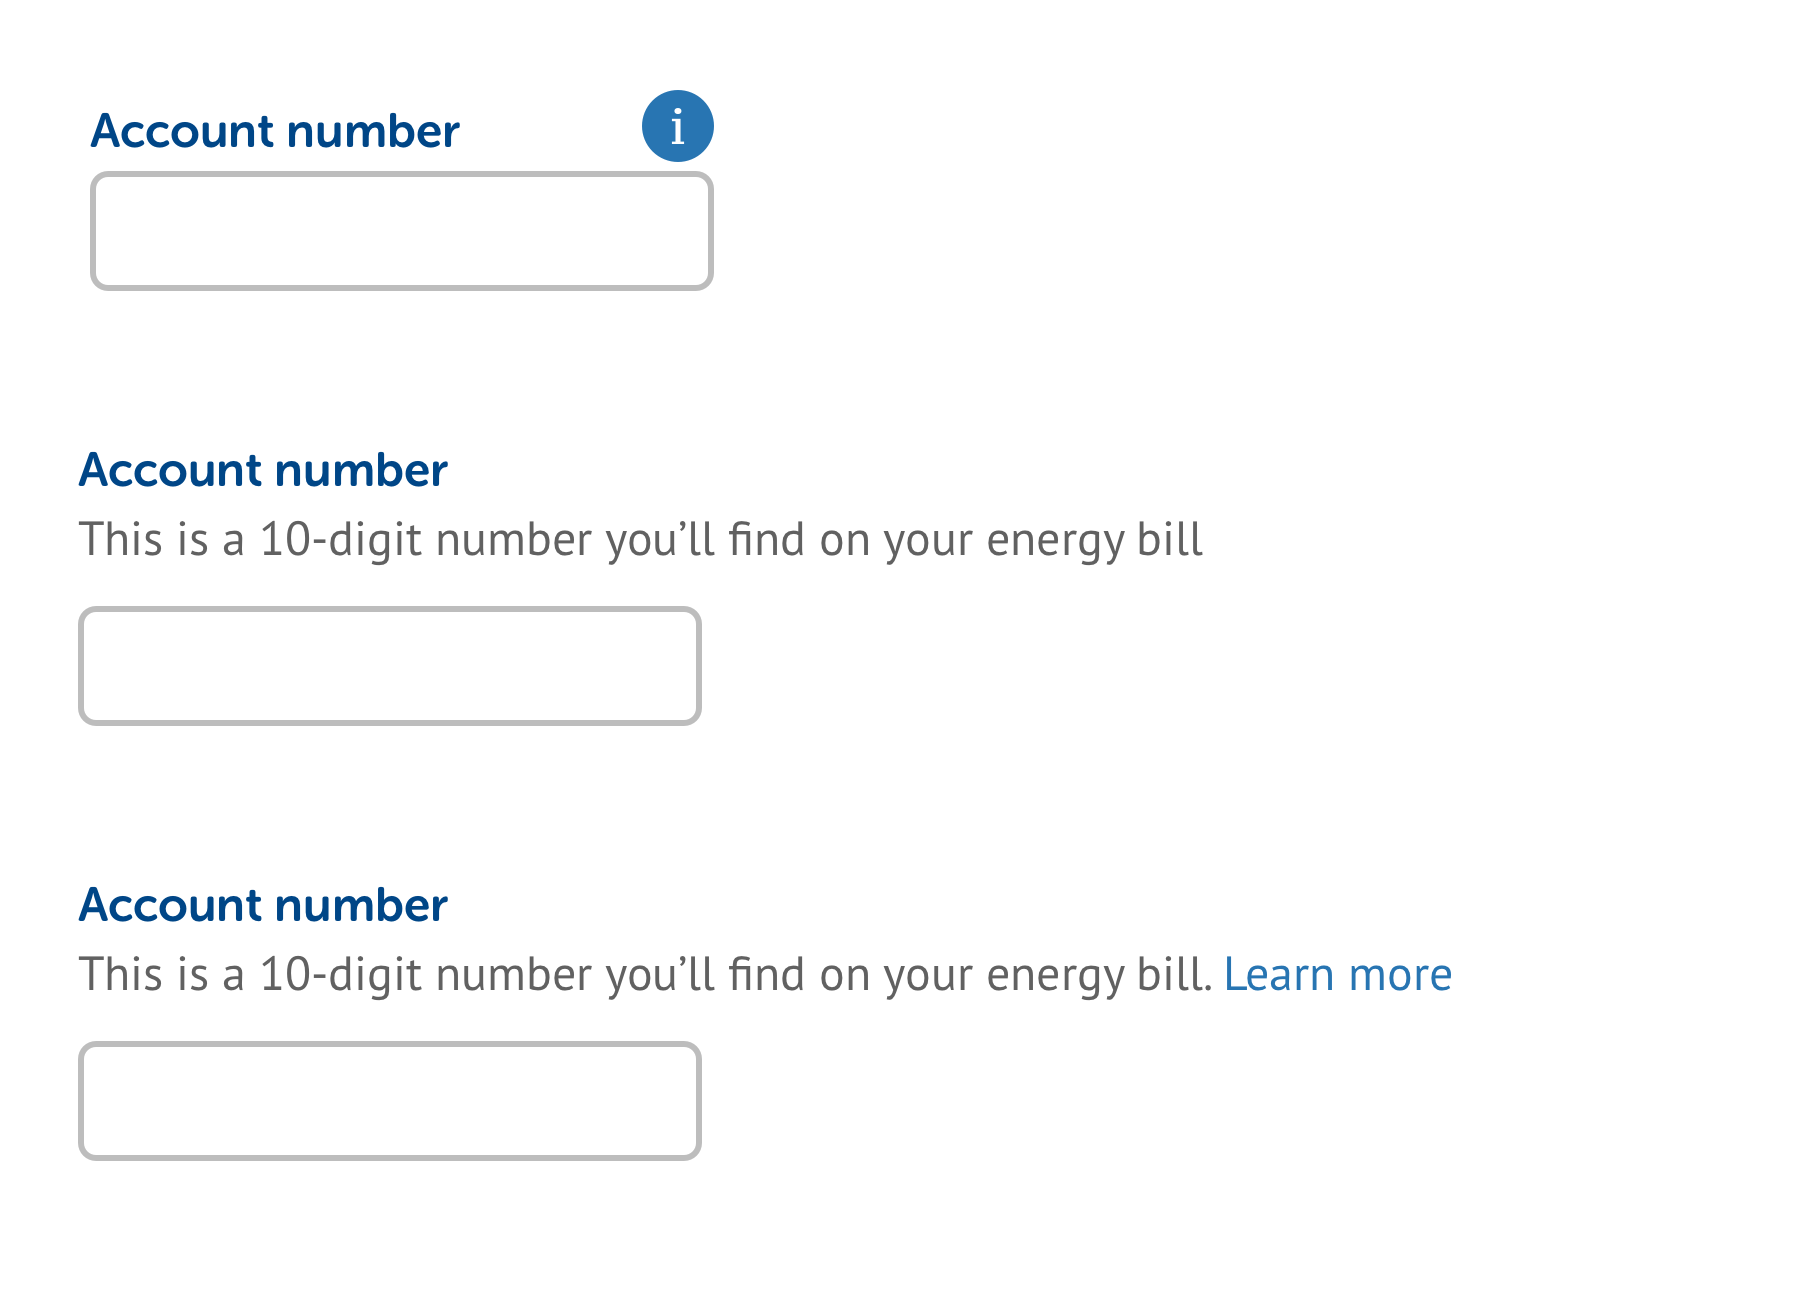 Account number i
Account number
This is a 10-digit number you’ll find on your energy bill
Account number
This is a 10-digit number you’ll find on your energy bill. Learn more